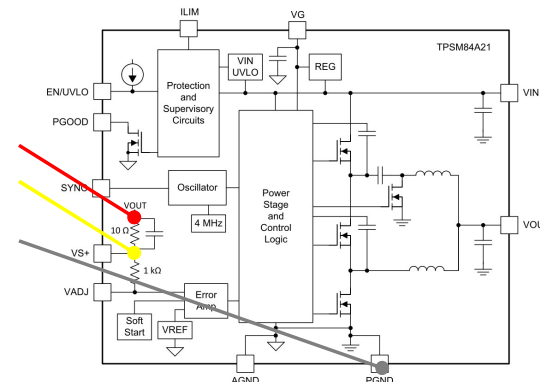 ILIM
VG
TPSM84A21
VIN
UVLO
REG
EN/UVLO
Protection
and
Supervisory
Circuits
VIN
PGOOD
SYNC
Oscillator
VOUT
4 MHz
Power
Stage
and
Control
Logic
10 Ω
VOU
VS+
1 kΩ
VADJ
Error
Amp
Soft
Start
VREF
AGND
PGND